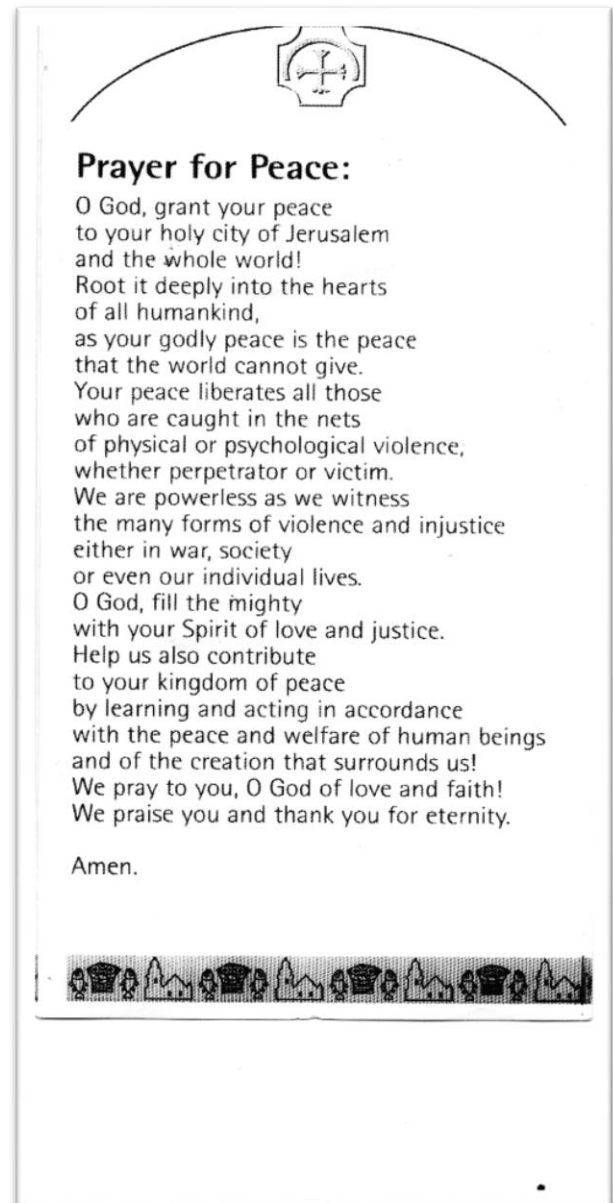 Prayer for Peace:
O God, grant your peace
to your holy city of Jerusalem
and the whole world!
Root it deeply into the hearts
of all humankind,
as your godly peace is the peace
that the world cannot give.
Your peace liberates all those
who are caught in the nets
of physical or psychological violence,
whether perpetrator or victim.
We are powerless as we witness
the many forms of violence and injustice
either in war, society
or even our individual lives.
O God, fill the mighty
with your Spirit of love and justice.
Help us also contribute
to your kingdom of peace
by learning and acting in accordance
with the peace and welfare of human beings
and of the creation that surrounds us!
We pray to you, O God of love and faith!
We praise you and thank you for eternity.
Amen.